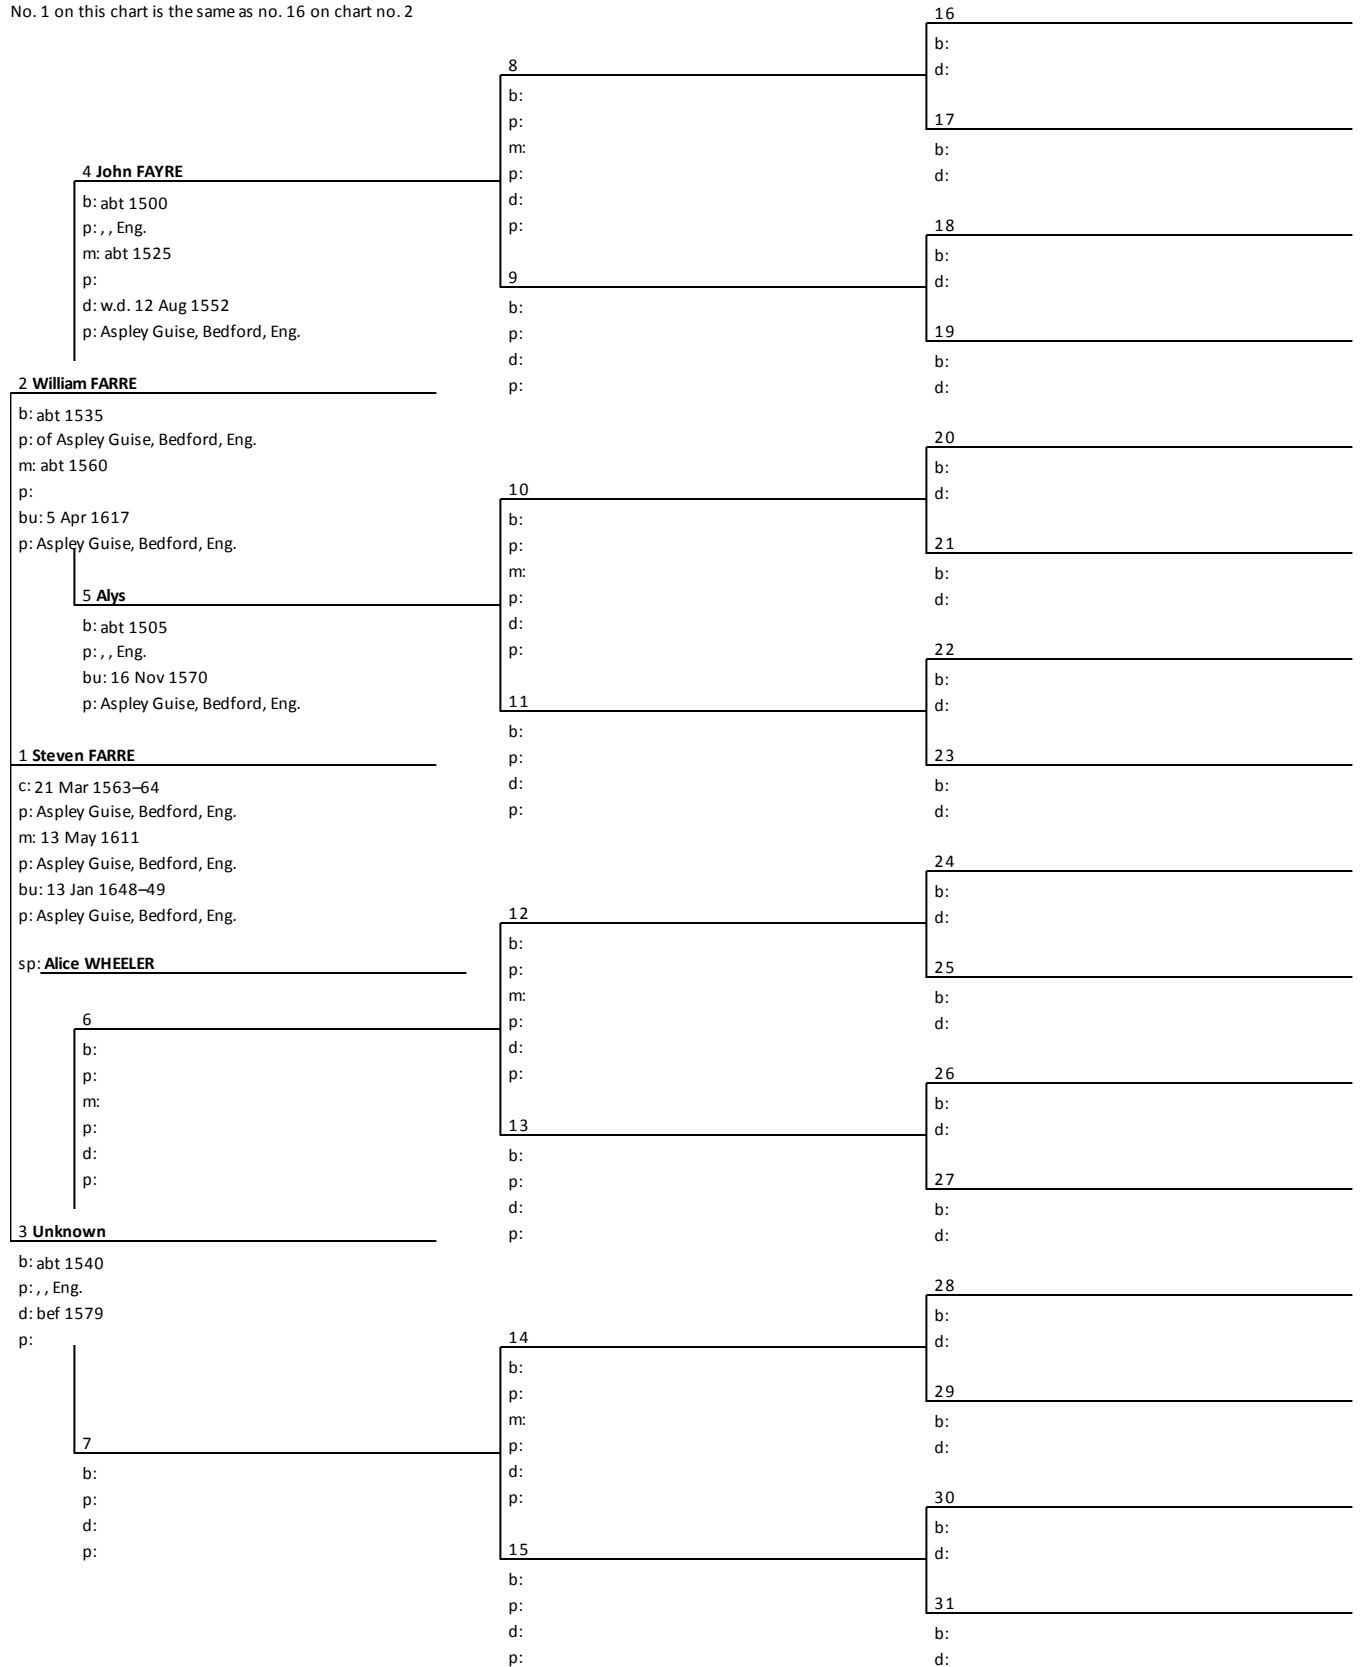 No. 1 on this chart is the same as no. 16 on chart no. 2
4 John FAYRE
b: abt 1500
p: , , Eng.
m: abt 1525
p:
d: w.d. 12 Aug 1552
p: Aspley Guise, Bedford, Eng.
2 William FARRE
b: abt 1535
p: of Aspley Guise, Bedford, Eng.
m: abt 1560
p:
bu: 5 Apr 1617
p: Aspley Guise, Bedford, Eng.
5 Alys
b: abt 1505
p: , , Eng.
bu: 16 Nov 1570
p: Aspley Guise, Bedford, Eng.
1 Steven FARRE
c: 21 Mar 1563–64
p: Aspley Guise, Bedford, Eng.
m: 13 May 1611
p: Aspley Guise, Bedford, Eng.
bu: 13 Jan 1648–49
p: Aspley Guise, Bedford, Eng.
sp: Alice WHEELER
6
b:
p:
m:
p:
d:
p:
3 Unknown
b: abt 1540
p: , , Eng.
d: bef 1579
p:
7
b:
p:
d:
p:
8
b:
p:
m:
p:
d:
p:
9
b:
p:
d:
p:
10
b:
p:
m:
p:
d:
p:
11
b:
p:
d:
p:
12
b:
p:
m:
p:
d:
p:
13
b:
p:
d:
p:
14
b:
p:
m:
p:
d:
p:
15
b:
p:
d:
p:
16
b:
d:
17
b:
d:
18
b:
d:
19
b:
d:
20
b:
d:
21
b:
d:
22
b:
d:
23
b:
d:
24
b:
d:
25
b:
d:
26
b:
d:
27
b:
d:
28
b:
d:
29
b:
d:
30
b:
d:
31
b:
d: